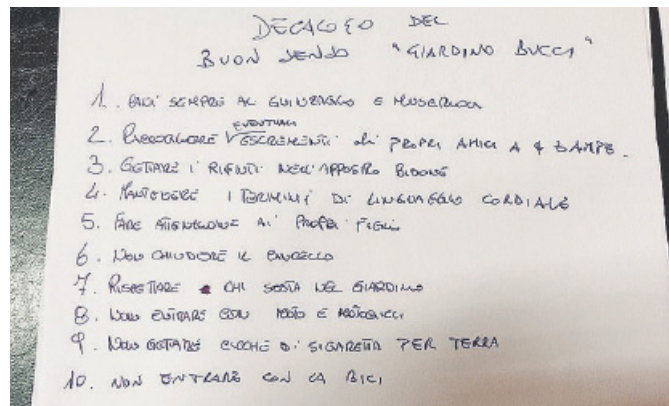 DECALOGO DEL
BUON SENSO "GIARDINO BUCCI"
1. CANI SEMPRE AL GUINZAGLIO E MUSERUOLA
2. RACCOGLIERE EVENTUALI ESCREMENTI di PROPRI AMICI A 4 ZAMPE.
3. GETTARE i RIFIUTI NELL'APPOSITO BIDONE
4. MANTENERE I TERMINI DI LINGUAGGIO CORDIALE
5. FARE ATTENZIONE AI PROPRI FIGLI
6. NON CHIUDERE IL CANCELLO
7. RISPETTARE CHI SOSTA NEL GIARDINO
8. NON ENTRARE CON MOTO E MOTOCICLI
9. NON GETTARE CICCHE DI SIGARETTA PER TERRA
10. NON ENTRARE CON LA BICI